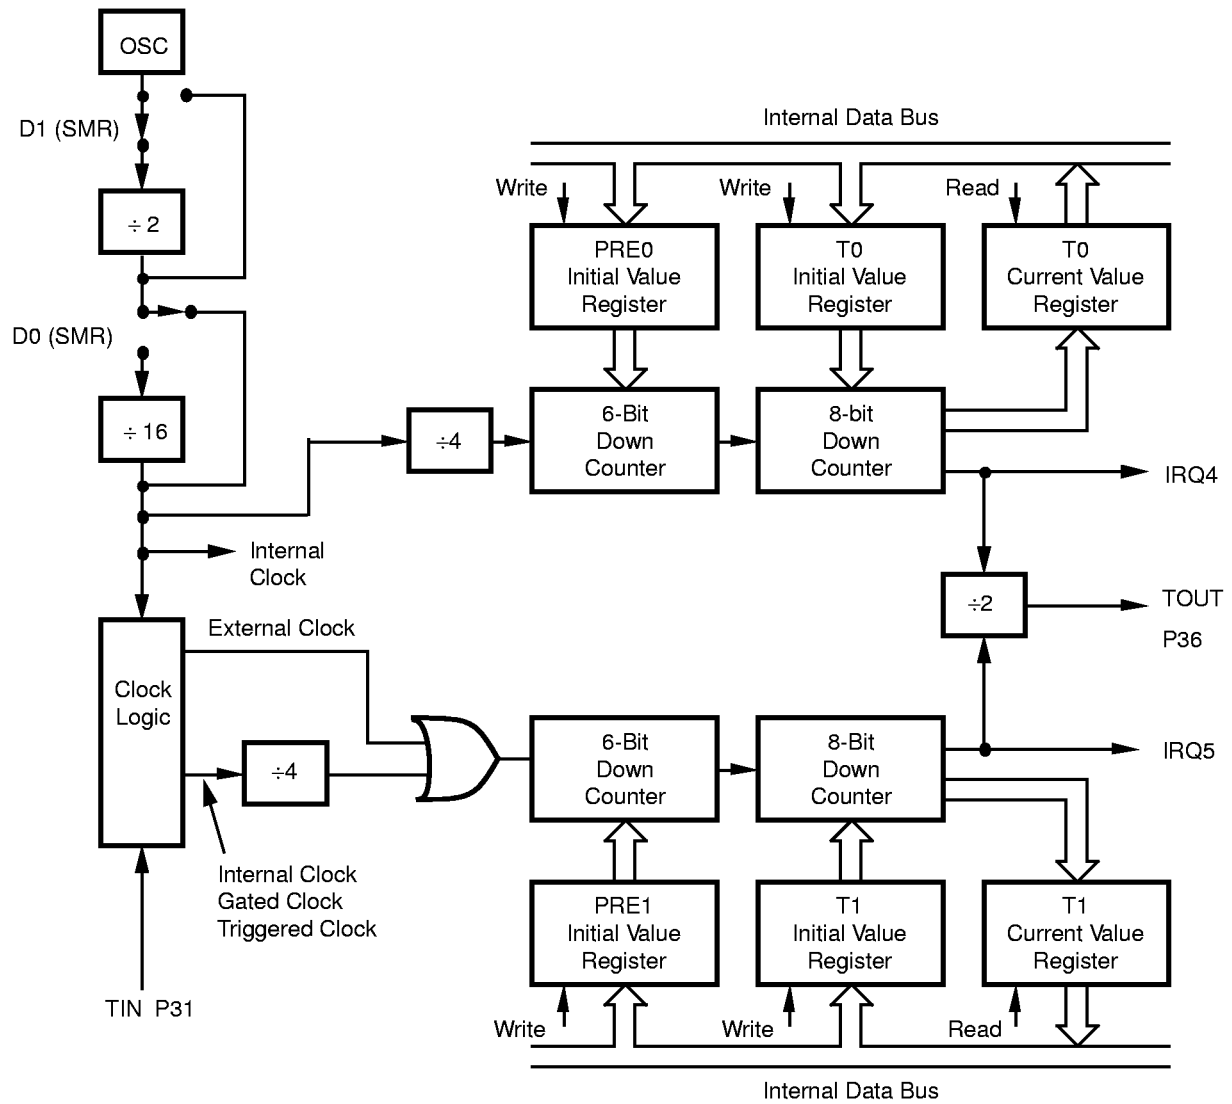 OSC
D1 (SMR)
÷ 2
D0 (SMR)
÷ 16
Internal Data Bus
Write
Write
Read
PRE0
Initial Value
Register
T0
Initial Value
Register
T0
Current Value
Register
÷4
6-Bit
Down
Counter
8-bit
Down
Counter
IRQ4
Internal
Clock
÷2
TOUT
P36
External Clock
Clock
Logic
÷4
6-Bit
Down
Counter
8-Bit
Down
Counter
IRQ5
Internal Clock
Gated Clock
Triggered Clock
PRE1
Initial Value
Register
T1
Initial Value
Register
T1
Current Value
Register
TIN P31
Write
Write
Read
Internal Data Bus